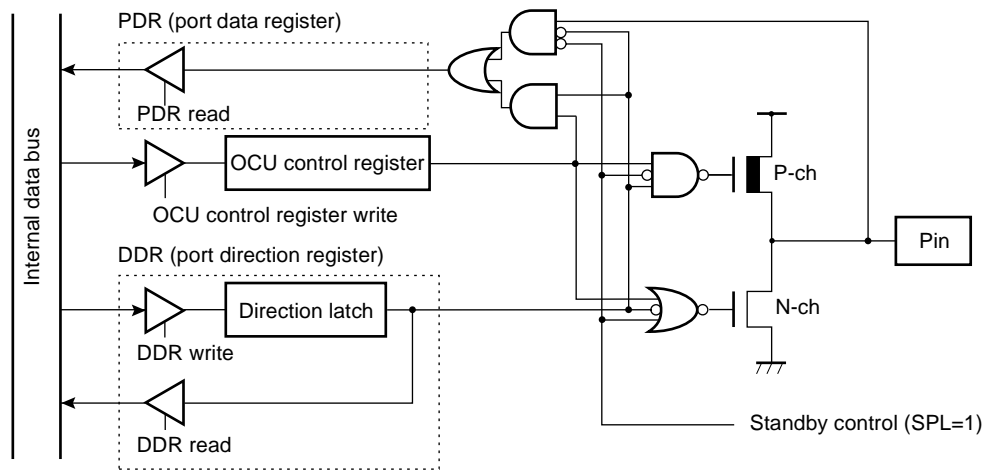 PDR (port data register)
PDR read
OCU control register
OCU control register write
P-ch
Pin
Internal data bus
DDR (port direction register)
Direction latch
N-ch
DDR write
DDR read
Standby control (SPL=1)